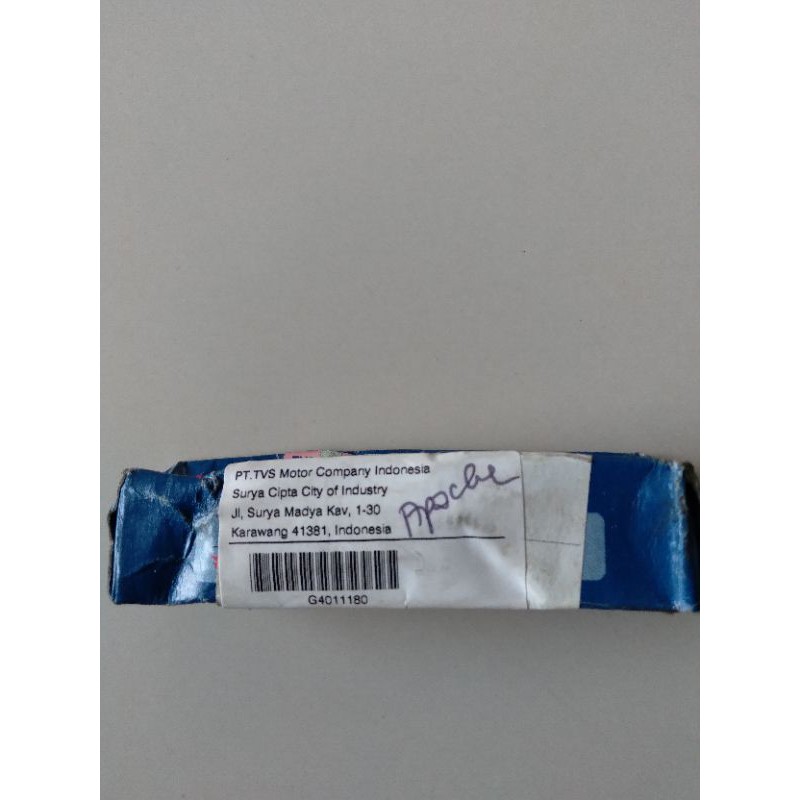 PT.TVS Motor Company Indonesia
Surya Cipta City of Industry
Jl, Surya Madya Kav, 1-30
Karawang 41381, Indonesia
Apache
G4011180